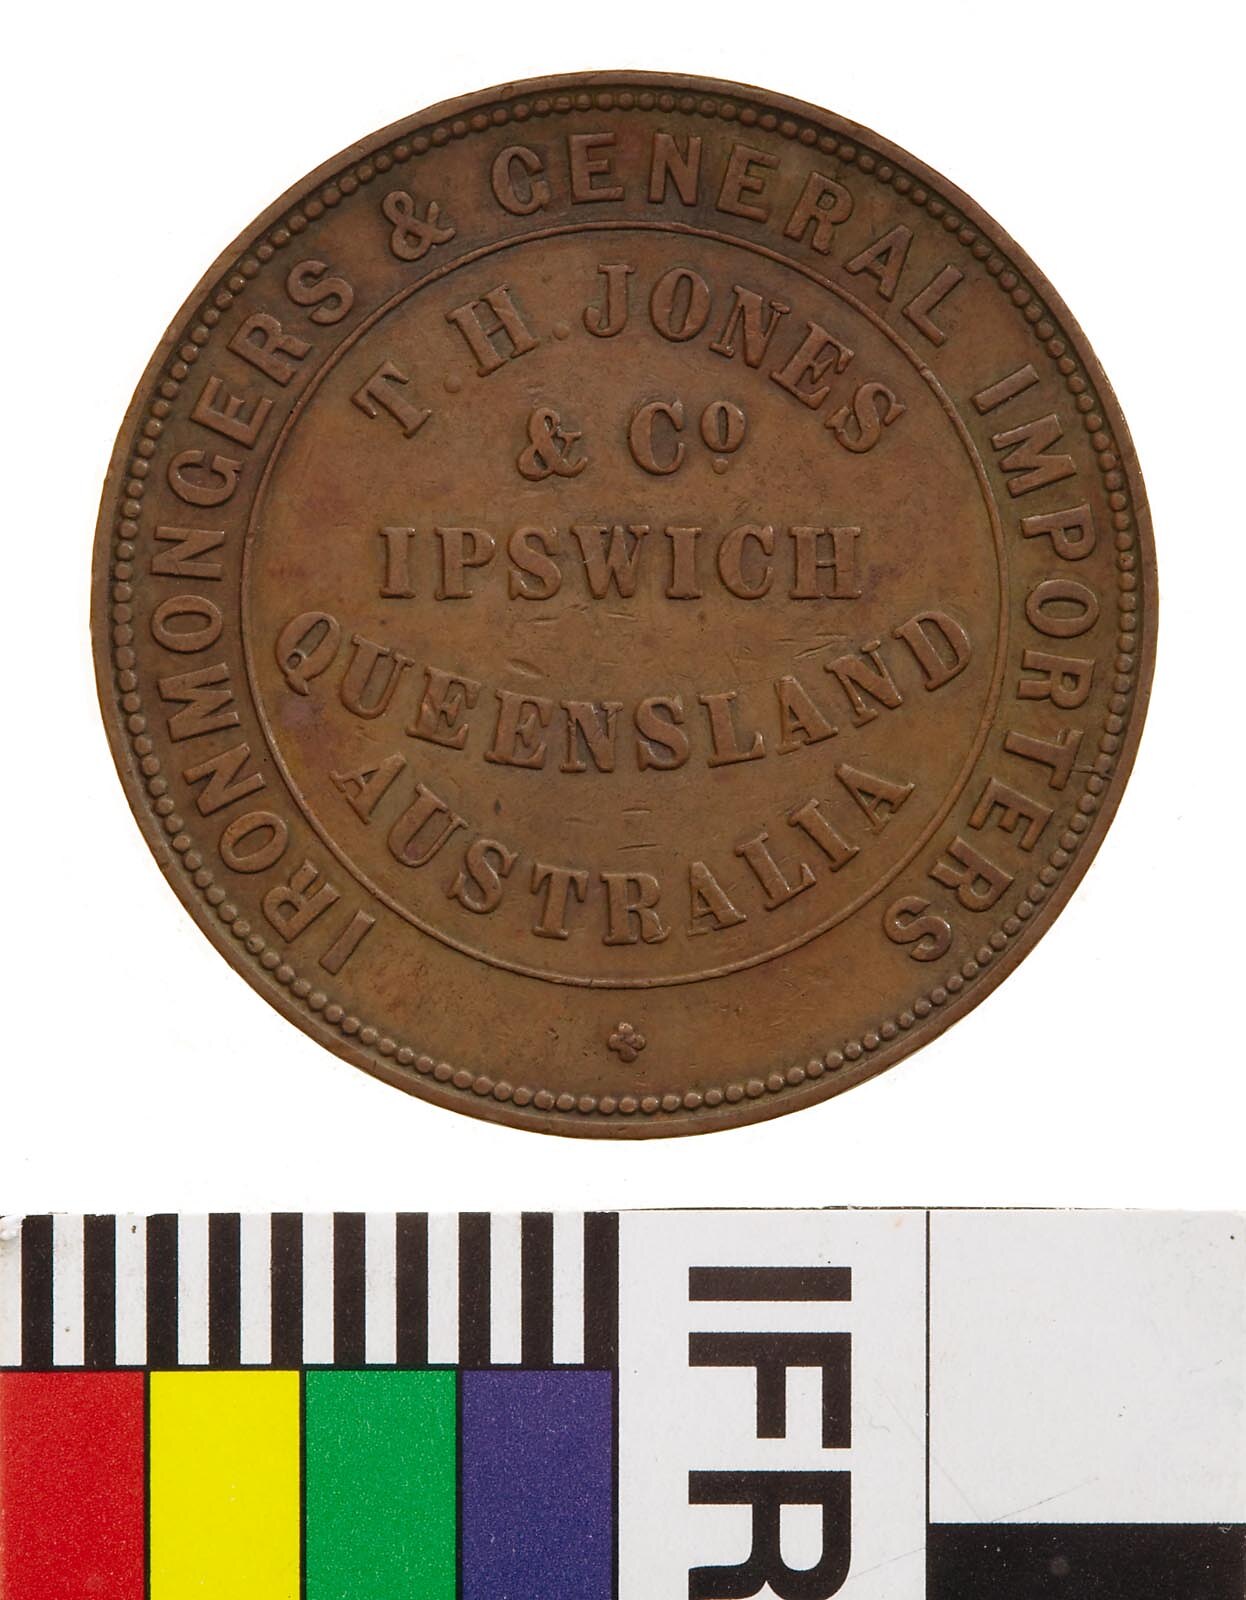 IRONMONGERS & GENERAL IMPORTERS
T. H. JONES
& Co
IPSWICH
QUEENSLAND
AUSTRALIA
IFR